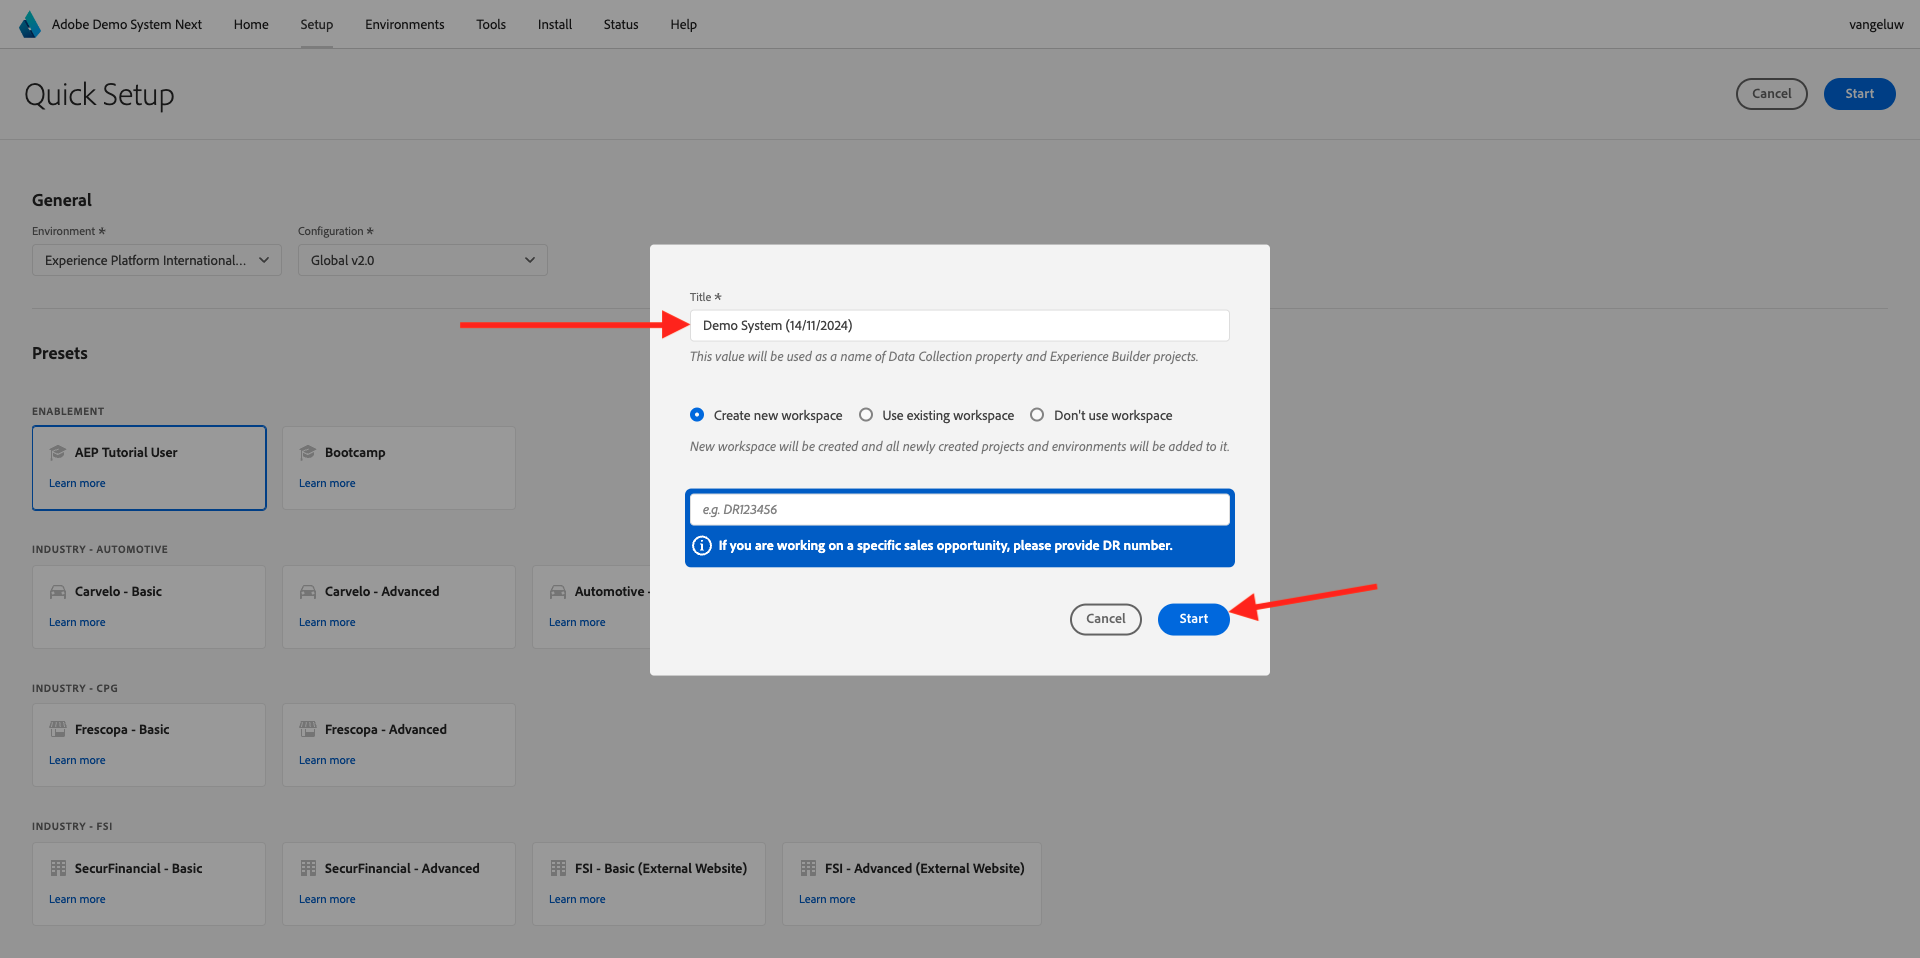 Adobe Demo System Next
Home
Setup
Environments
Tools
Install
Status
Help
vangeluw
Quick Setup
Cancel
Start
General
Environment *
Configuration *
Experience Platform International...
Global v2.0
Title *
Demo System (14/11/2024)
This value will be used as a name of Data Collection property and Experience Builder projects.
Create new workspace
Use existing workspace
Don't use workspace
New workspace will be created and all newly created projects and environments will be added to it.
e.g. DR123456
If you are working on a specific sales opportunity, please provide DR number.
Cancel
Start
Presets
ENABLEMENT
AEP Tutorial User
Learn more
Bootcamp
Learn more
INDUSTRY - AUTOMOTIVE
Carvelo - Basic
Learn more
Carvelo - Advanced
Learn more
Automotive -
Learn more
INDUSTRY - CPG
Frescopa - Basic
Learn more
Frescopa - Advanced
Learn more
INDUSTRY - FSI
SecurFinancial - Basic
Learn more
SecurFinancial - Advanced
Learn more
FSI - Basic (External Website)
Learn more
FSI - Advanced (External Website)
Learn more